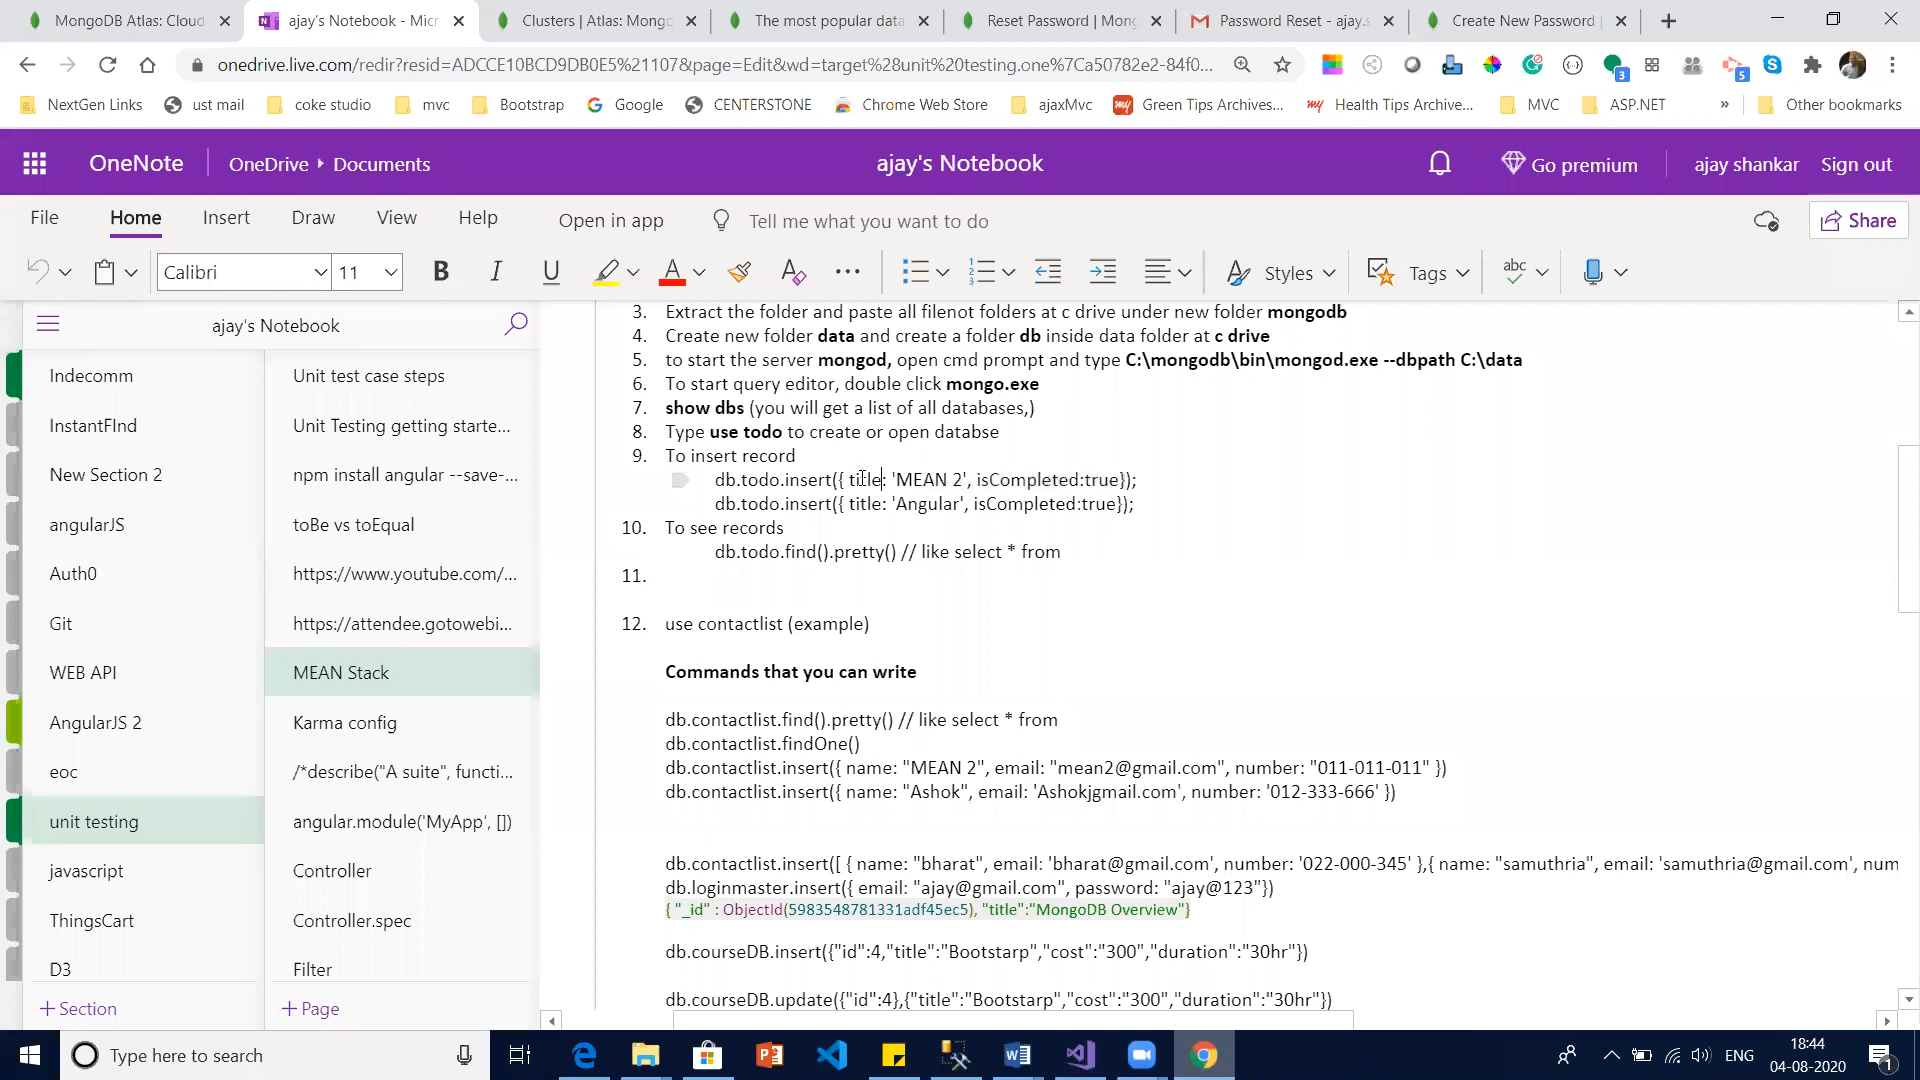 MongoDB Atlas: Cloud
ajay's Notebook - Micr
Clusters | Atlas: Mongo
The most popular data
Reset Password | Mong
Password Reset - ajay.s
Create New Password |
onedrive.live.com/redir?resid=ADCCE10BCD9DB0E5%21107&page=Edit&wd=target%28unit%20testing.one%7Ca50782e2-84f0...
3
5
NextGen Links
ust mail
coke studio
mvc
Bootstrap
Google
CENTERSTONE
Chrome Web Store
ajaxMvc
Green Tips Archives...
Health Tips Archive...
MVC
ASP.NET
»
Other bookmarks
OneNote
OneDrive
Documents
ajay's Notebook
Go premium
ajay shankar
Sign out
File
Home
Insert
Draw
View
Help
Open in app
Tell me what you want to do
Share
Calibri
11
B
I
U
A
Styles
Tags
abc
ajay's Notebook
Indecomm
InstantFInd
New Section 2
angularJS
Auth0
Git
WEB API
AngularJS 2
eoc
unit testing
javascript
ThingsCart
D3
+ Section
Unit test case steps
Unit Testing getting starte...
npm install angular --save-...
toBe vs toEqual
https://www.youtube.com/...
https://attendee.gotowebi...
MEAN Stack
Karma config
/*describe("A suite", functi...
angular.module('MyApp', [])
Controller
Controller.spec
Filter
+ Page
3. Extract the folder and paste all filenot folders at c drive under new folder mongodb
4. Create new folder data and create a folder db inside data folder at c drive
5. to start the server mongod, open cmd prompt and type C:\mongodb\bin\mongod.exe --dbpath C:\data
6. To start query editor, double click mongo.exe
7. show dbs (you will get a list of all databases,)
8. Type use todo to create or open databse
9. To insert record
db.todo.insert({ title: 'MEAN 2', isCompleted:true});
db.todo.insert({ title: 'Angular', isCompleted:true});
10. To see records
db.todo.find().pretty() // like select * from
11.
12. use contactlist (example)
Commands that you can write
db.contactlist.find().pretty() // like select * from
db.contactlist.findOne()
db.contactlist.insert({ name: "MEAN 2", email: "mean2@gmail.com", number: "011-011-011" })
db.contactlist.insert({ name: "Ashok", email: 'Ashokjgmail.com', number: '012-333-666' })
db.contactlist.insert([ { name: "bharat", email: 'bharat@gmail.com', number: '022-000-345' },{ name: "samuthria", email: 'samuthria@gmail.com', num
db.loginmaster.insert({ email: "ajay@gmail.com", password: "ajay@123"})
{ "_id" : ObjectId(5983548781331adf45ec5), "title":"MongoDB Overview"}
db.courseDB.insert({"id":4,"title":"Bootstarp","cost":"300","duration":"30hr"})
db.courseDB.update({"id":4},{"title":"Bootstarp","cost":"300","duration":"30hr"})
Type here to search
ENG
18:44
04-08-2020
1